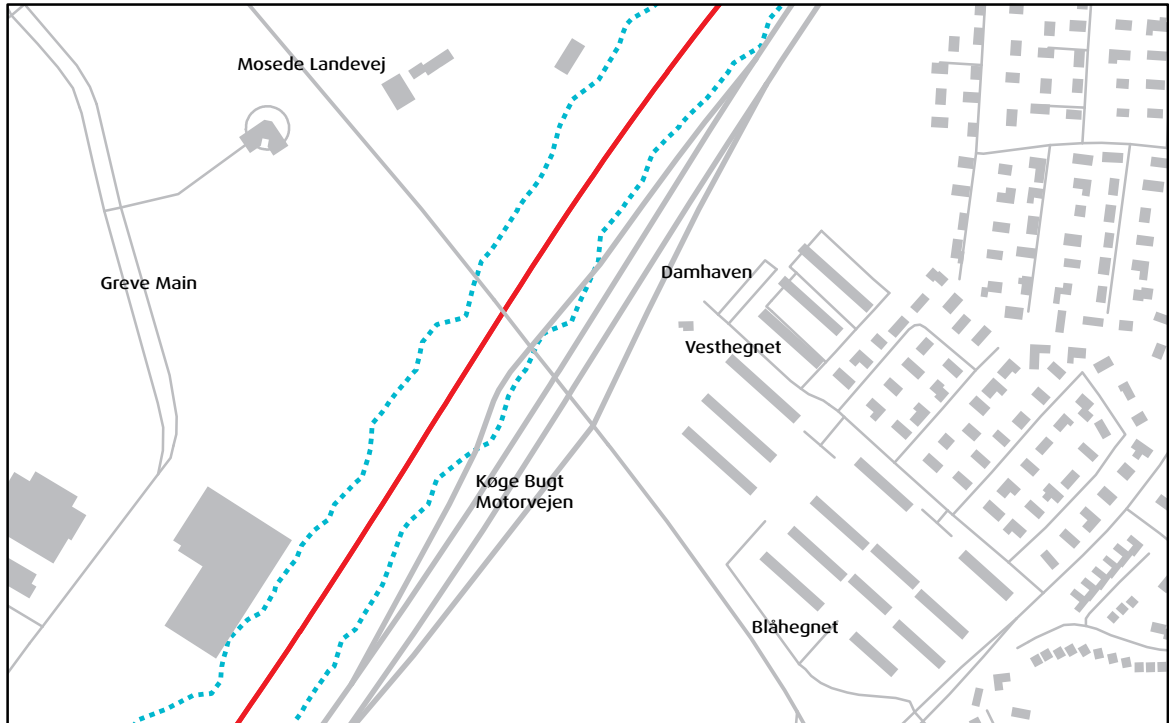 Mosede Landevej
Greve Main
Damhaven
Vesthegnet
Køge Bugt
Motorvejen
Blåhegnet